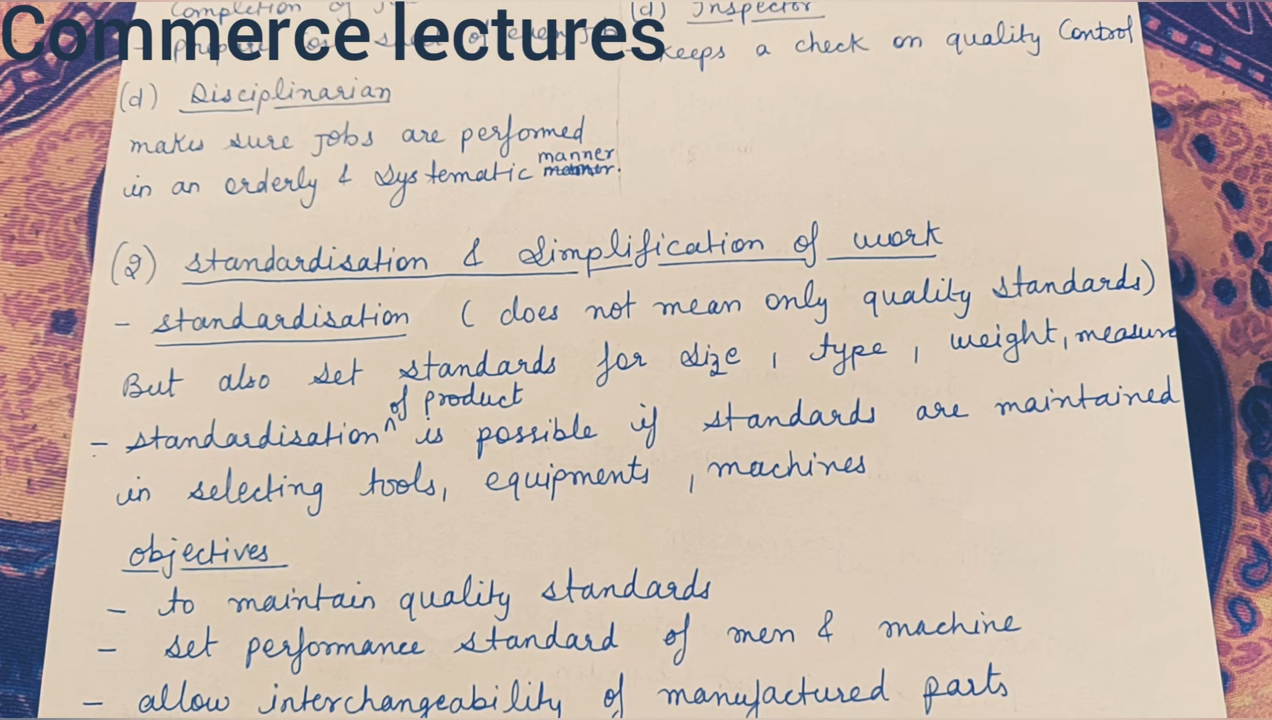 Commerce lectures
Completion of
(d) Inspector
keeps a check on quality Control
(d) Disciplinarian
makes sure jobs are performed
in an orderly & systematic manner.
(2) standardisation & Simplification of work
- standardisation ( does not mean only quality standards)
But also set standards for size , type , weight, measure
- standardisation ^ of product is possible if standards are maintained
in selecting tools, equipments , machines
objectives
- to maintain quality standards
- set performance standard of men & machine
- allow interchangeability of manufactured parts